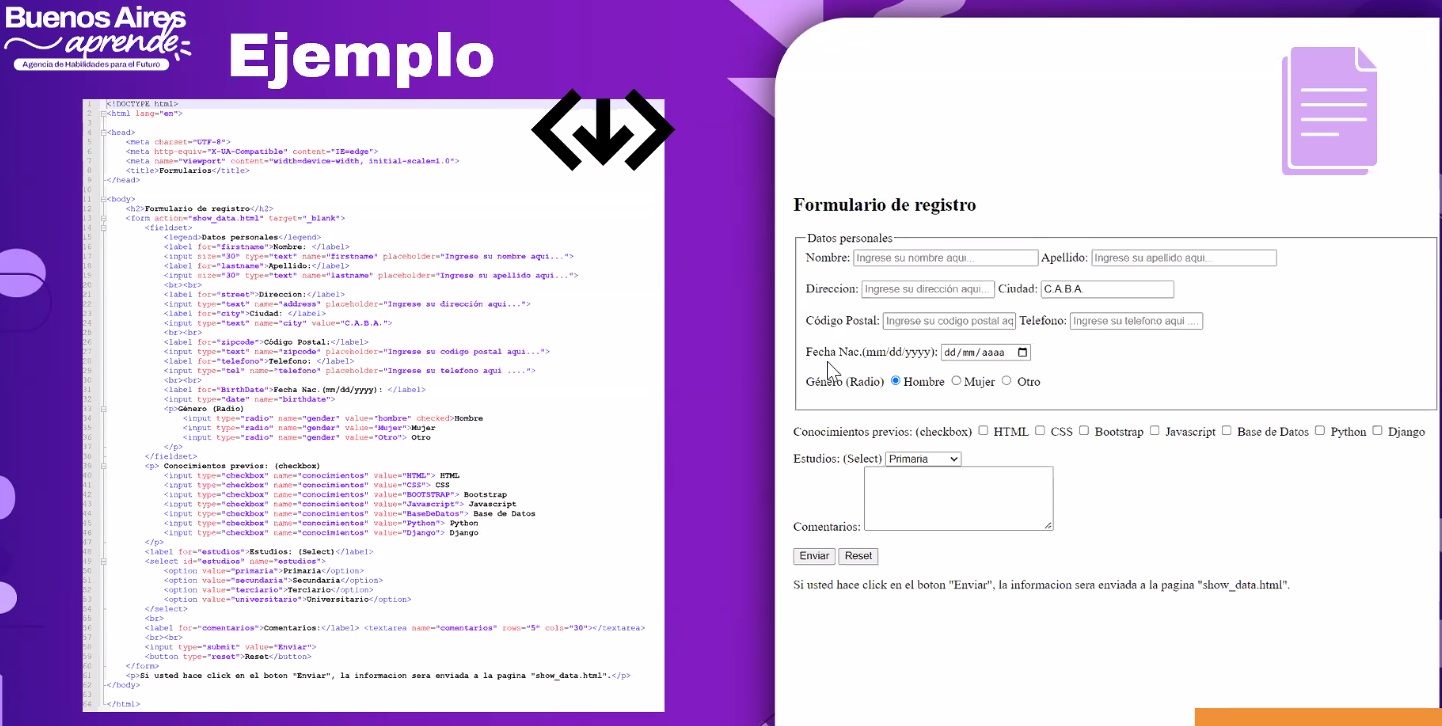 Buenos Aires
aprende
Agencia de Habilidades para el Futuro
Ejemplo
1 <!DOCTYPE html>
2 <html lang="en">
3
4 <head>
5 <meta charset="UTF-8">
6 <meta http-equiv="X-UA-Compatible" content="IE=edge">
7 <meta name="viewport" content="width=device-width, initial-scale=1.0">
8 <title>Formularios</title>
9 </head>
10
11 <body>
12 <h2>Formulario de registro</h2>
13 <form action="show_data.html" target="_blank">
14 <fieldset>
15 <legend>Datos personales</legend>
16 <label for="firstname">Nombre: </label>
17 <input size="30" type="text" name="firstname" placeholder="Ingrese su nombre aqui...">
18 <label for="lastname">Apellido:</label>
19 <input size="30" type="text" name="lastname" placeholder="Ingrese su apellido aqui...">
20 <br><br>
21 <label for="street">Direccion:</label>
22 <input type="text" name="address" placeholder="Ingrese su dirección aqui...">
23 <label for="city">Ciudad: </label>
24 <input type="text" name="city" value="C.A.B.A.">
25 <br><br>
26 <label for="zipcode">Código Postal:</label>
27 <input type="text" name="zipcode" placeholder="Ingrese su codigo postal aqui...">
28 <label for="telefono">Telefono: </label>
29 <input type="tel" name="telefono" placeholder="Ingrese su telefono aqui ....">
30 <br><br>
31 <label for="BirthDate">Fecha Nac.(mm/dd/yyyy): </label>
32 <input type="date" name="birthdate">
33 <p>Género (Radio)
34 <input type="radio" name="gender" value="hombre" checked>Hombre
35 <input type="radio" name="gender" value="Mujer">Mujer
36 <input type="radio" name="gender" value="Otro"> Otro
37 </p>
38 </fieldset>
39 <p> Conocimientos previos: (checkbox)
40 <input type="checkbox" name="conocimientos" value="HTML"> HTML
41 <input type="checkbox" name="conocimientos" value="CSS"> CSS
42 <input type="checkbox" name="conocimientos" value="BOOTSTRAP"> Bootstrap
43 <input type="checkbox" name="conocimientos" value="Javascript"> Javascript
44 <input type="checkbox" name="conocimientos" value="BaseDeDatos"> Base de Datos
45 <input type="checkbox" name="conocimientos" value="Python"> Python
46 <input type="checkbox" name="conocimientos" value="Django"> Django
47 </p>
48 <label for="estudios">Estudios: (Select)</label>
49 <select id="estudios" name="estudios">
50 <option value="primaria">Primaria</option>
51 <option value="secundaria">Secundaria</option>
52 <option value="terciario">Terciario</option>
53 <option value="universitario">Universitario</option>
54 </select>
55 <br>
56 <label for="comentarios">Comentarios:</label> <textarea name="comentarios" rows="5" cols="30"></textarea>
57 <br><br>
58 <input type="submit" value="Enviar">
59 <button type="reset">Reset</button>
60 </form>
61 <p>Si usted hace click en el boton "Enviar", la informacion sera enviada a la pagina "show_data.html".</p>
62 </body>
63
64 </html>
Formulario de registro
Datos personales
Nombre: Ingrese su nombre aqui... Apellido: Ingrese su apellido aqui...
Direccion: Ingrese su dirección aqui... Ciudad: C.A.B.A.
Código Postal: Ingrese su codigo postal aq Telefono: Ingrese su telefono aqui ....
Fecha Nac.(mm/dd/yyyy): dd/mm/aaaa
Género (Radio) Hombre Mujer Otro
Conocimientos previos: (checkbox) HTML CSS Bootstrap Javascript Base de Datos Python Django
Estudios: (Select) Primaria
Comentarios:
Enviar Reset
Si usted hace click en el boton "Enviar", la informacion sera enviada a la pagina "show_data.html".